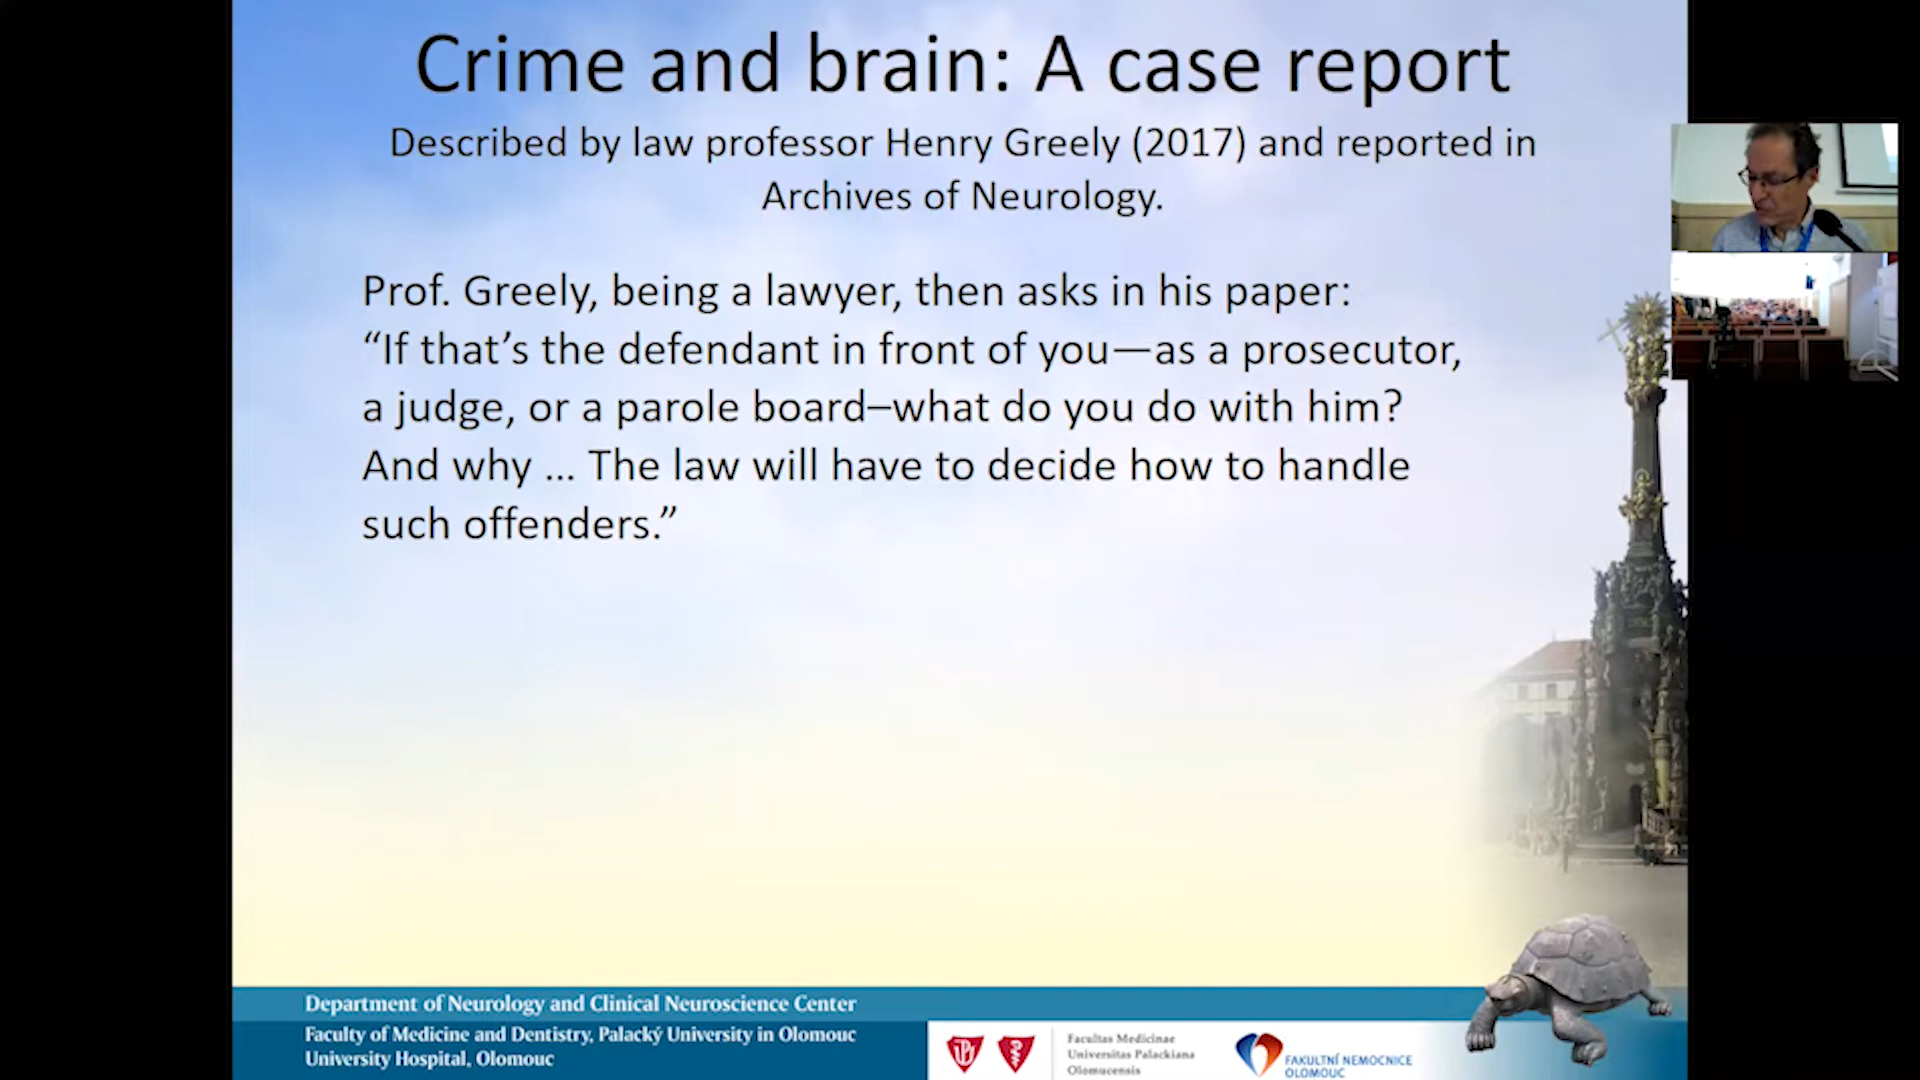 Crime and brain: A case report
Described by law professor Henry Greely (2017) and reported in
Archives of Neurology.
Prof. Greely, being a lawyer, then asks in his paper:
“If that’s the defendant in front of you—as a prosecutor,
a judge, or a parole board–what do you do with him?
And why ... The law will have to decide how to handle
such offenders.”
Department of Neurology and Clinical Neuroscience Center
Faculty of Medicine and Dentistry, Palacký University in Olomouc
University Hospital, Olomouc
Facultas Medicinae
Universitas Palackiana
Olomucensis
FAKULTNÍ NEMOCNICE
OLOMOUC